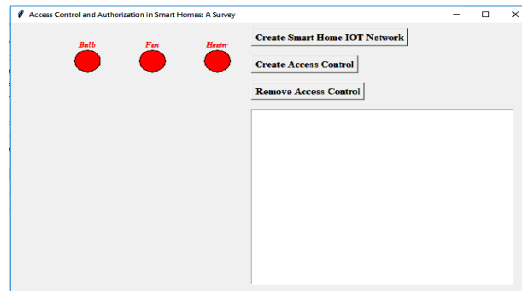 Access Control and Authorization in Smart Homes: A Survey
Bulb Fan Heater
Create Smart Home IOT Network
Create Access Control
Remove Access Control